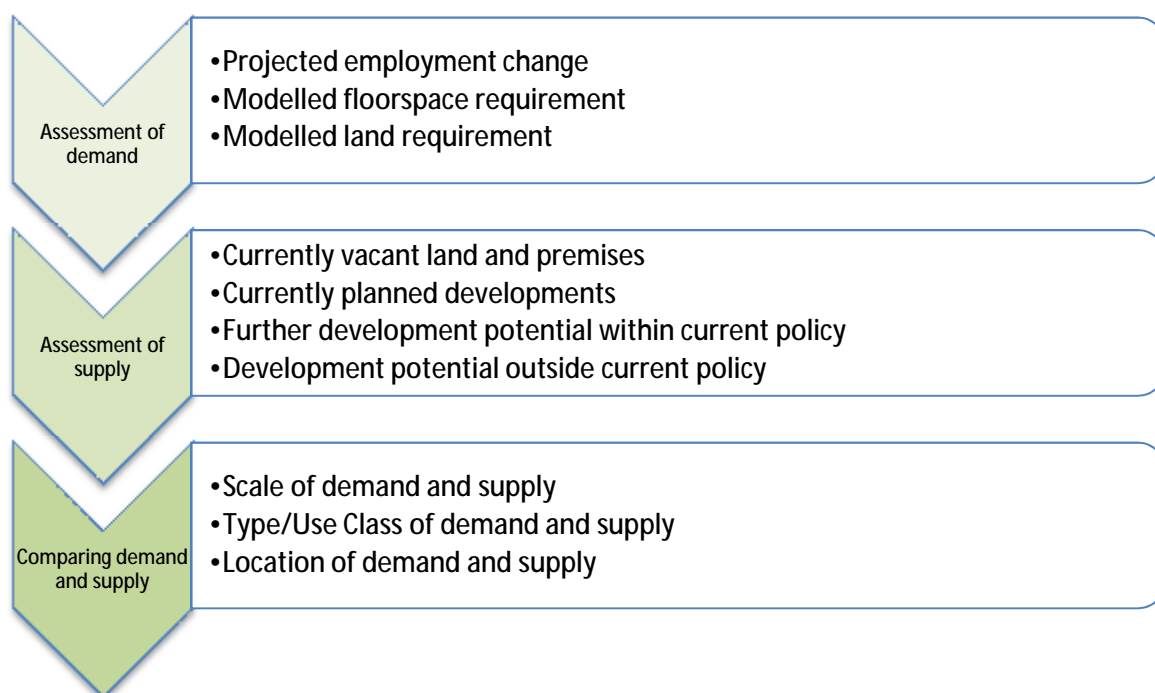 Assessment of
demand
•Projected employment change
•Modelled floorspace requirement
•Modelled land requirement
Assessment of
supply
•Currently vacant land and premises
•Currently planned developments
•Further development potential within current policy
•Development potential outside current policy
Comparing demand
and supply
•Scale of demand and supply
•Type/Use Class of demand and supply
•Location of demand and supply